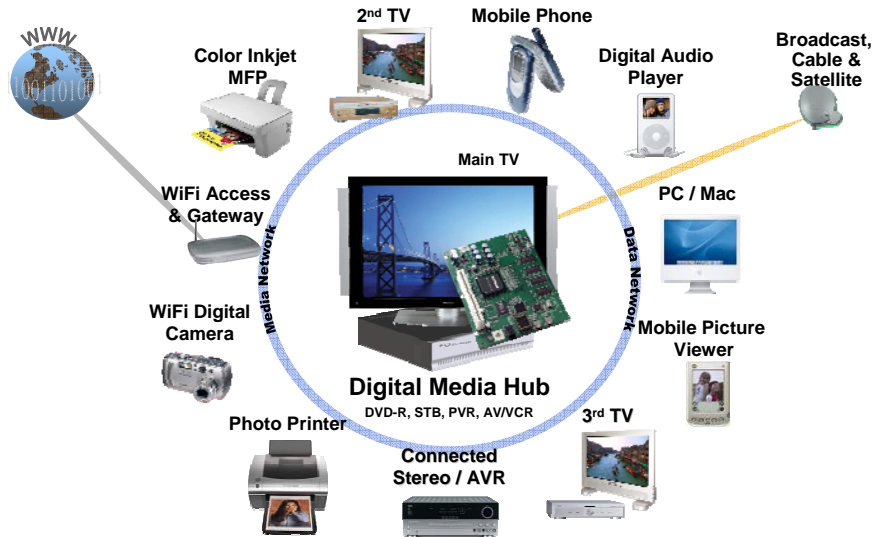 WWW
2nd TV
Mobile Phone
Broadcast,
Cable &
Satellite
Color Inkjet
MFP
Digital Audio
Player
Main TV
WiFi Access
& Gateway
PC / Mac
Media Network
Data Network
WiFi Digital
Camera
Mobile Picture
Viewer
Digital Media Hub
DVD-R, STB, PVR, AV/VCR
Photo Printer
Connected
Stereo / AVR
3rd TV